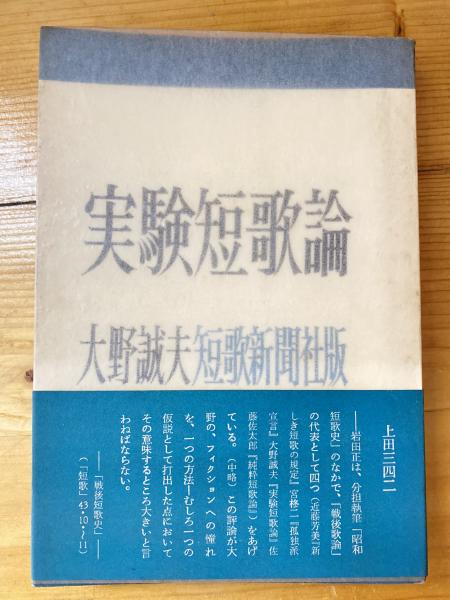 実験短歌論
大野誠夫 短歌新聞社版
上田三四二
――岩田正は、分担執筆「昭和
短歌史」のなかで、「戦後歌論」
の代表として四つ(近藤芳美『新
しき短歌の規定』宮柊二『孤独派
宣言』大野誠夫『実験短歌論』佐
藤佐太郎『純粋短歌論』)をあげ
ている。(中略)この評論が大
野の、フィクションへの憧れ
を、一つの方法―むしろ一つの
仮説として打出した点において
その意味するところ大きいと言
わねばならない。
――「戦後短歌史」――
(「短歌」43・10〜11)